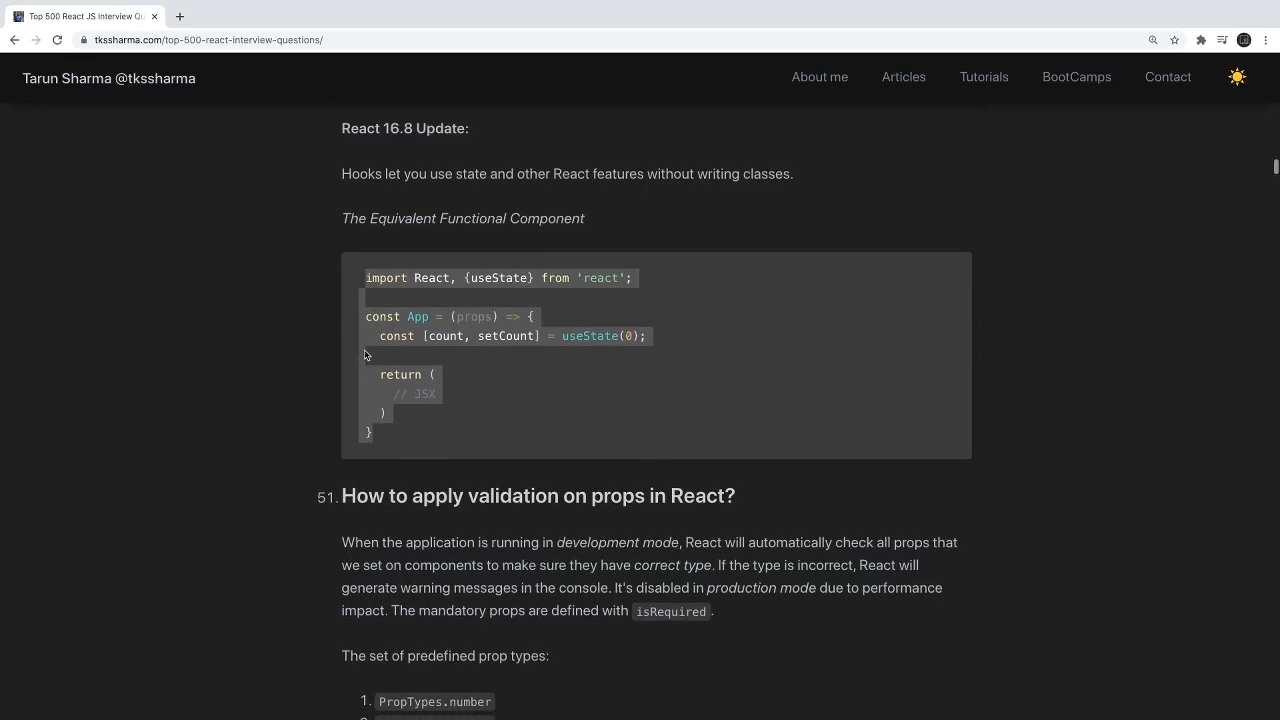 Top 500 React JS Interview Qu
tkssharma.com/top-500-react-interview-questions/
Tarun Sharma @tkssharma
About me
Articles
Tutorials
BootCamps
Contact
React 16.8 Update:
Hooks let you use state and other React features without writing classes.
The Equivalent Functional Component
import React, {useState} from 'react';
const App = (props) => {
const [count, setCount] = useState(0);
return (
// JSX
)
}
51. How to apply validation on props in React?
When the application is running in development mode, React will automatically check all props that
we set on components to make sure they have correct type. If the type is incorrect, React will
generate warning messages in the console. It's disabled in production mode due to performance
impact. The mandatory props are defined with isRequired.
The set of predefined prop types:
1. PropTypes.number